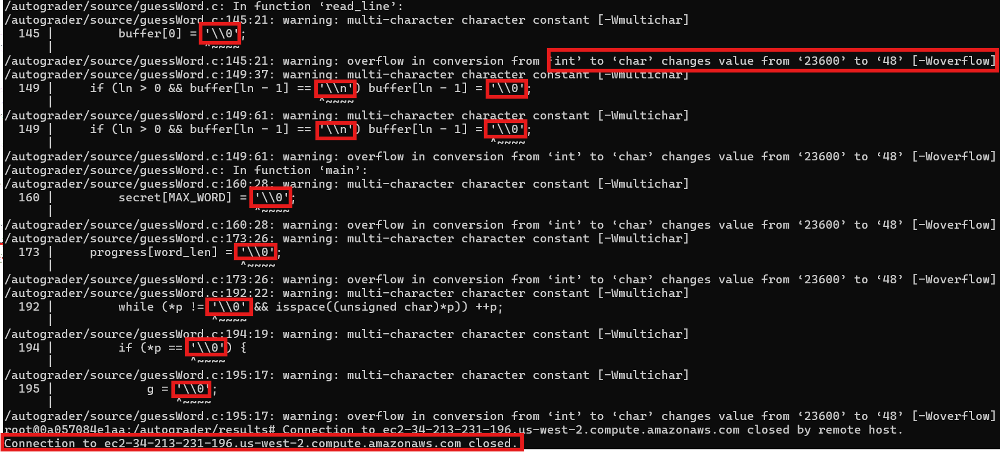 /autograder/source/guessWord.c: In function ‘read_line’:
/autograder/source/guessWord.c:145:21: warning: multi-character character constant [-Wmultichar]
  145 |         buffer[0] = '\\0';
      |                     ^~~~~
/autograder/source/guessWord.c:145:21: warning: overflow in conversion from ‘int’ to ‘char’ changes value from ‘23600’ to ‘48’ [-Woverflow]
/autograder/source/guessWord.c:149:37: warning: multi-character character constant [-Wmultichar]
  149 |     if (ln > 0 && buffer[ln - 1] == '\\n') buffer[ln - 1] = '\\0';
      |                                     ^~~~~
/autograder/source/guessWord.c:149:61: warning: multi-character character constant [-Wmultichar]
  149 |     if (ln > 0 && buffer[ln - 1] == '\\n') buffer[ln - 1] = '\\0';
      |                                                             ^~~~~
/autograder/source/guessWord.c:149:61: warning: overflow in conversion from ‘int’ to ‘char’ changes value from ‘23600’ to ‘48’ [-Woverflow]
/autograder/source/guessWord.c: In function ‘main’:
/autograder/source/guessWord.c:160:28: warning: multi-character character constant [-Wmultichar]
  160 |         secret[MAX_WORD] = '\\0';
      |                            ^~~~~
/autograder/source/guessWord.c:160:28: warning: overflow in conversion from ‘int’ to ‘char’ changes value from ‘23600’ to ‘48’ [-Woverflow]
/autograder/source/guessWord.c:173:26: warning: multi-character character constant [-Wmultichar]
  173 |     progress[word_len] = '\\0';
      |                          ^~~~~
/autograder/source/guessWord.c:173:26: warning: overflow in conversion from ‘int’ to ‘char’ changes value from ‘23600’ to ‘48’ [-Woverflow]
/autograder/source/guessWord.c:192:22: warning: multi-character character constant [-Wmultichar]
  192 |         while (*p != '\\0' && isspace((unsigned char)*p)) ++p;
      |                      ^~~~~
/autograder/source/guessWord.c:194:19: warning: multi-character character constant [-Wmultichar]
  194 |         if (*p == '\\0') {
      |                   ^~~~~
/autograder/source/guessWord.c:195:17: warning: multi-character character constant [-Wmultichar]
  195 |             g = '\\0';
      |                 ^~~~~
/autograder/source/guessWord.c:195:17: warning: overflow in conversion from ‘int’ to ‘char’ changes value from ‘23600’ to ‘48’ [-Woverflow]
root@0a057084e1aa:/autograder/results# Connection to ec2-34-213-231-196.us-west-2.compute.amazonaws.com closed by remote host.
Connection to ec2-34-213-231-196.us-west-2.compute.amazonaws.com closed.